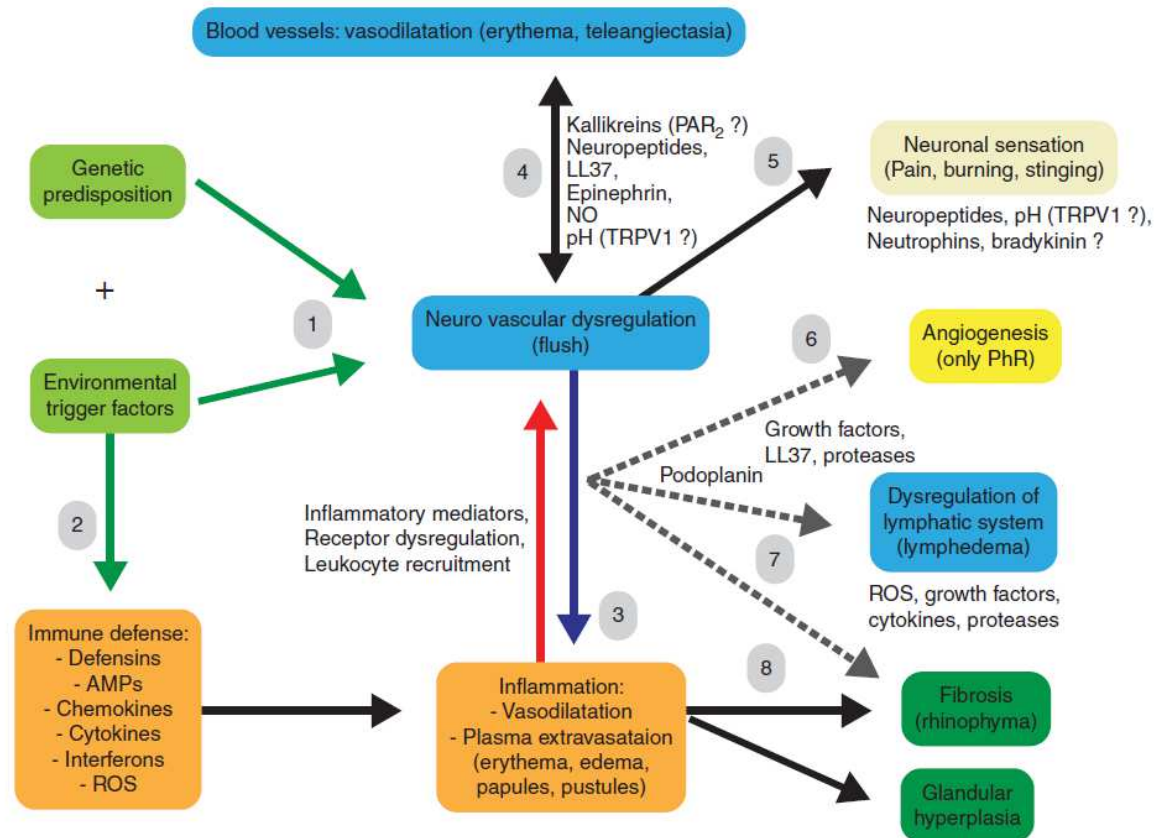 Blood vessels: vasodilatation (erythema, teleangiectasia)
Genetic
predisposition
+
Environmental
trigger factors
1
2
Immune defense:
- Defensins
- AMPs
- Chemokines
- Cytokines
- Interferons
- ROS
4
Kallikreins (PAR₂ ?)
Neuropeptides,
LL37,
Epinephrin,
NO
pH (TRPV1 ?)
5
Neuronal sensation
(Pain, burning, stinging)
Neuropeptides, pH (TRPV1 ?),
Neutrophins, bradykinin ?
Neuro vascular dysregulation
(flush)
6
Angiogenesis
(only PhR)
Growth factors,
LL37, proteases
Podoplanin
Dysregulation of
lymphatic system
(lymphedema)
7
ROS, growth factors,
cytokines, proteases
Inflammatory mediators,
Receptor dysregulation,
Leukocyte recruitment
3
Inflammation:
- Vasodilatation
- Plasma extravasataion
(erythema, edema,
papules, pustules)
8
Fibrosis
(rhinophyma)
Glandular
hyperplasia